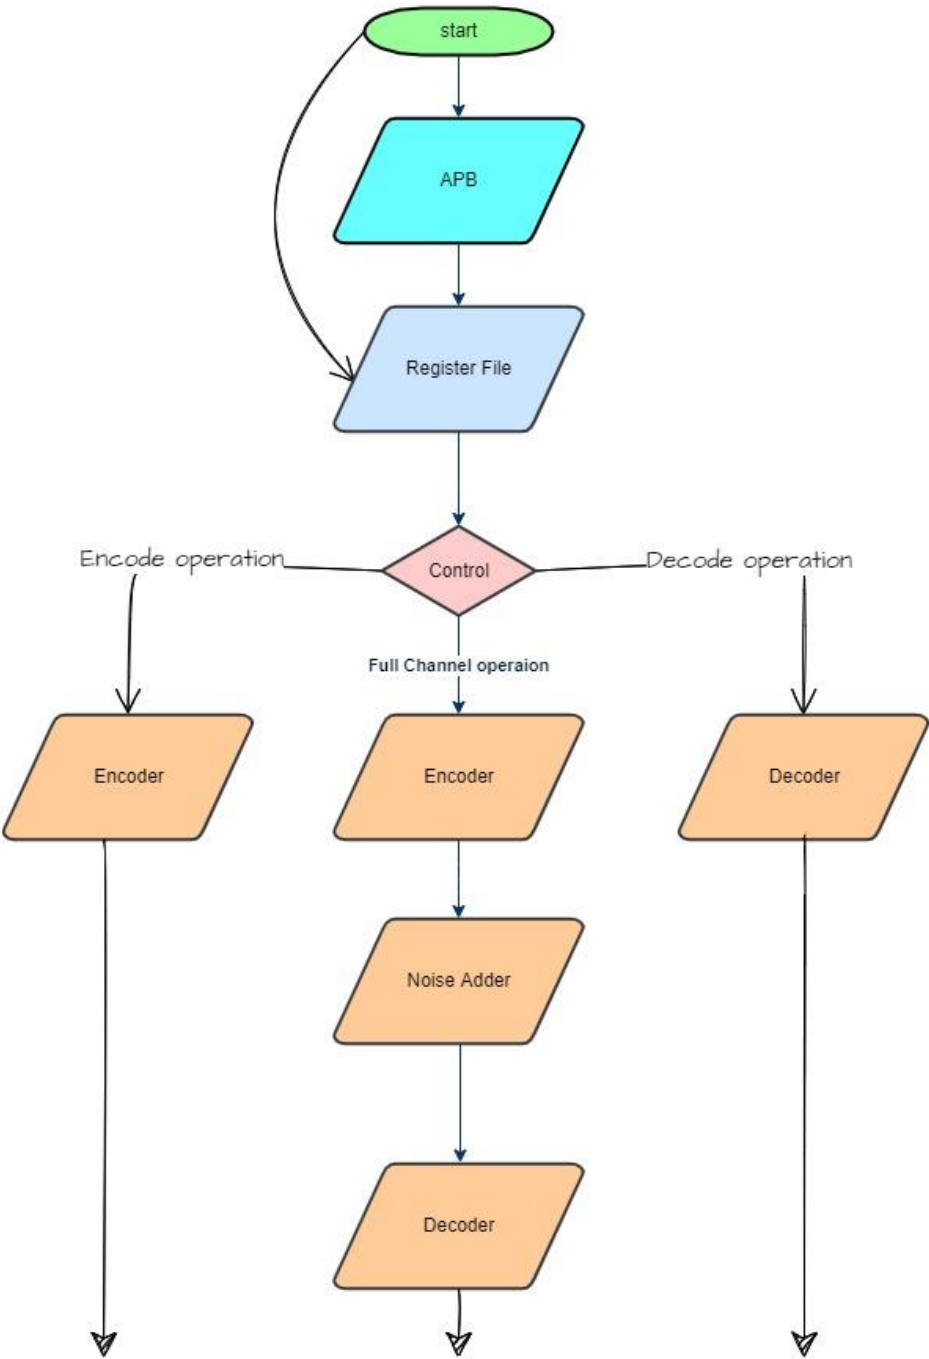 start
APB
Register File
Control
Encode operation
Decode operation
Full Channel operaion
Encoder
Encoder
Decoder
Noise Adder
Decoder